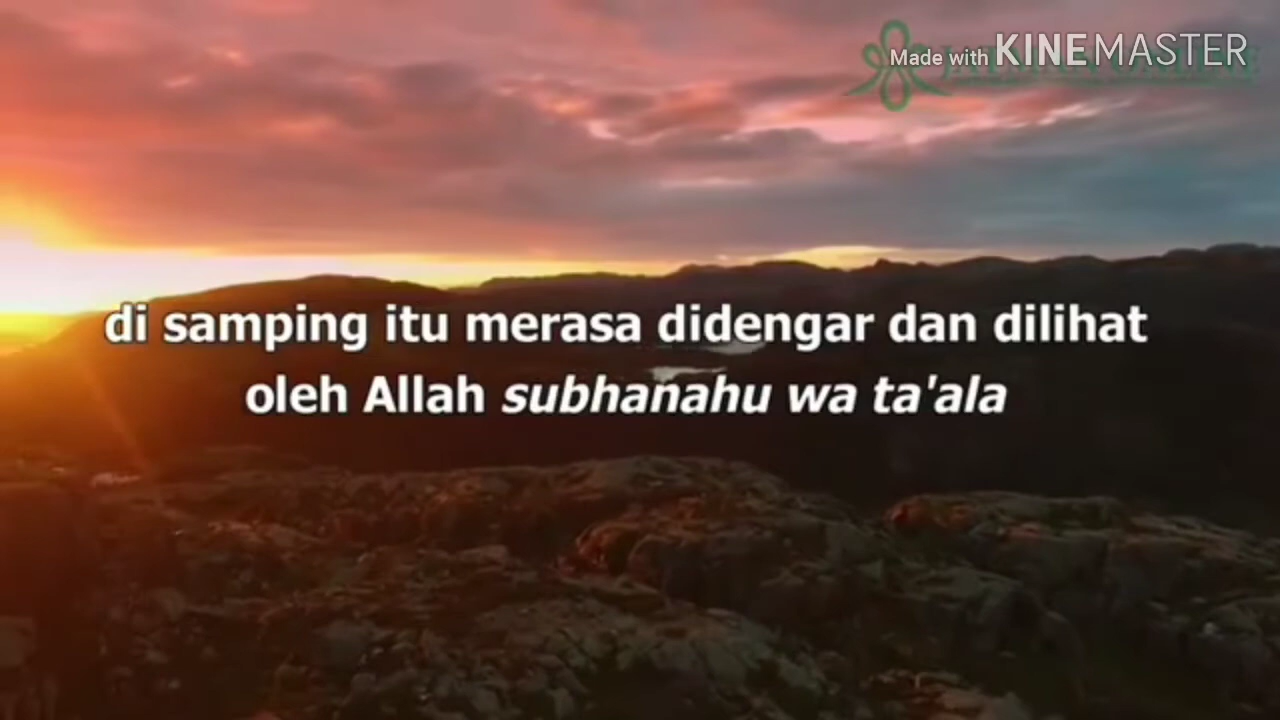 Made with KINEMASTER
di samping itu merasa didengar dan dilihat
oleh Allah subhanahu wa ta'ala